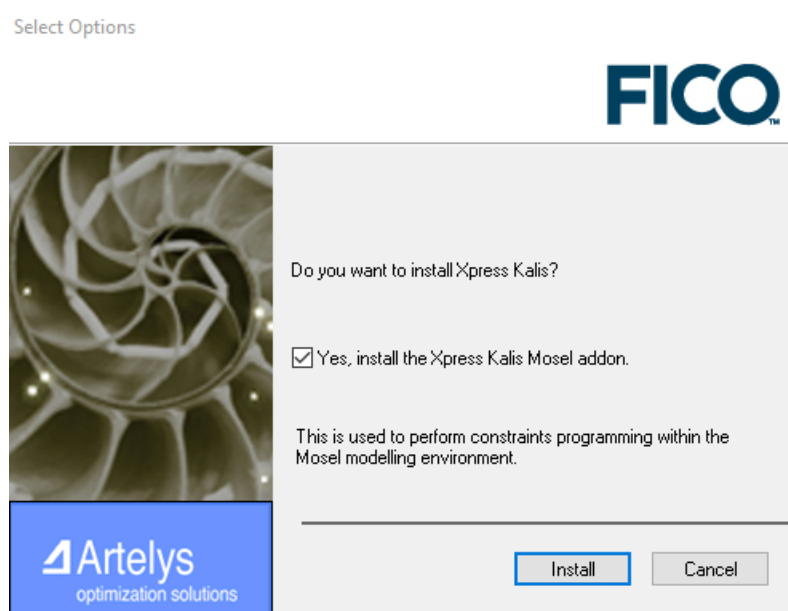 Select Options
FICO™
Do you want to install Xpress Kalis?
Yes, install the Xpress Kalis Mosel addon.
This is used to perform constraints programming within the
Mosel modelling environment.
Artelys
optimization solutions
Install
Cancel